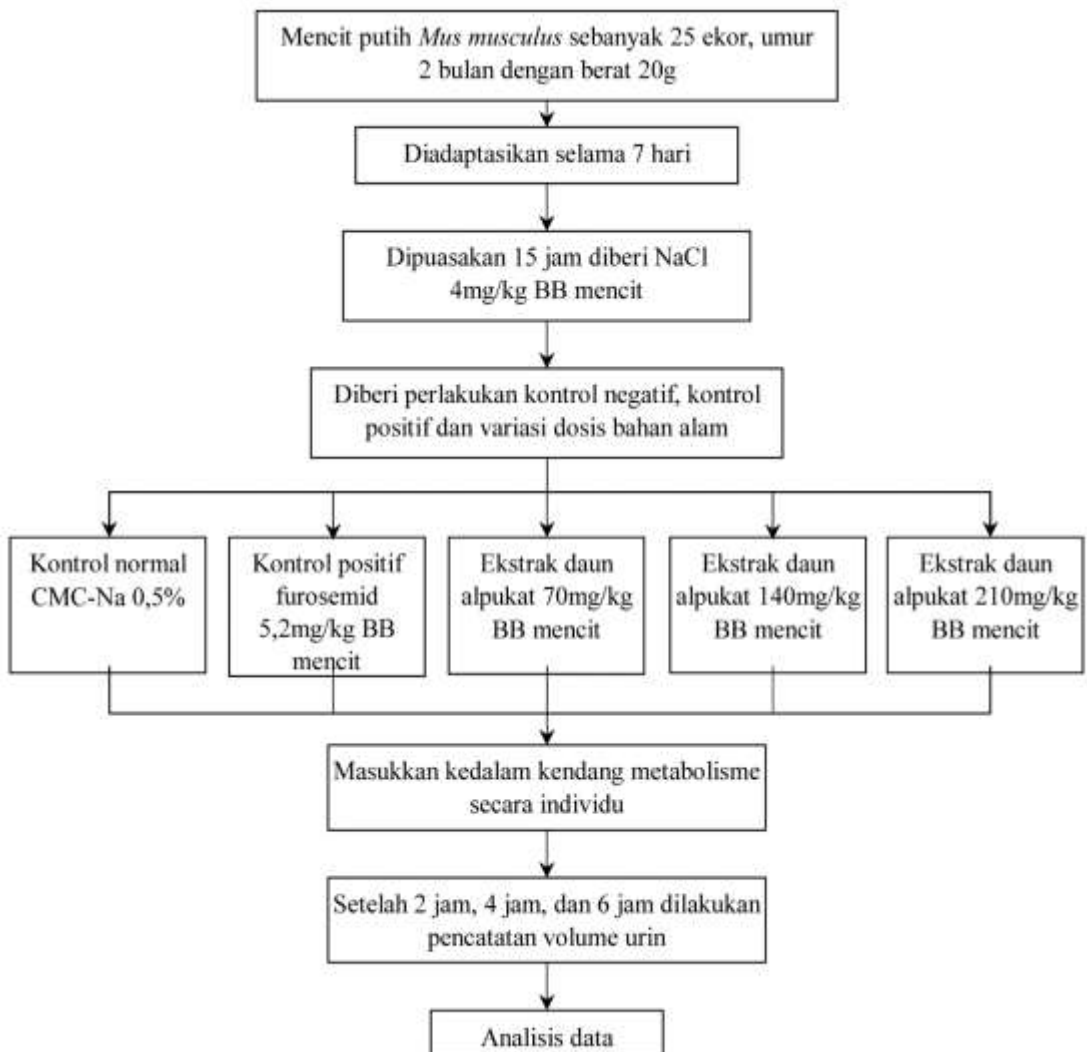 Mencit putih Mus musculus sebanyak 25 ekor, umur
2 bulan dengan berat 20g
Diadaptasikan selama 7 hari
Dipuasakan 15 jam diberi NaCl
4mg/kg BB mencit
Diberi perlakukan kontrol negatif, kontrol
positif dan variasi dosis bahan alam
Kontrol normal
CMC-Na 0,5%
Kontrol positif
furosemid
5,2mg/kg BB
mencit
Ekstrak daun
alpukat 70mg/kg
BB mencit
Ekstrak daun
alpukat 140mg/kg
BB mencit
Ekstrak daun
alpukat 210mg/kg
BB mencit
Masukkan kedalam kendang metabolisme
secara individu
Setelah 2 jam, 4 jam, dan 6 jam dilakukan
pencatatan volume urin
Analisis data